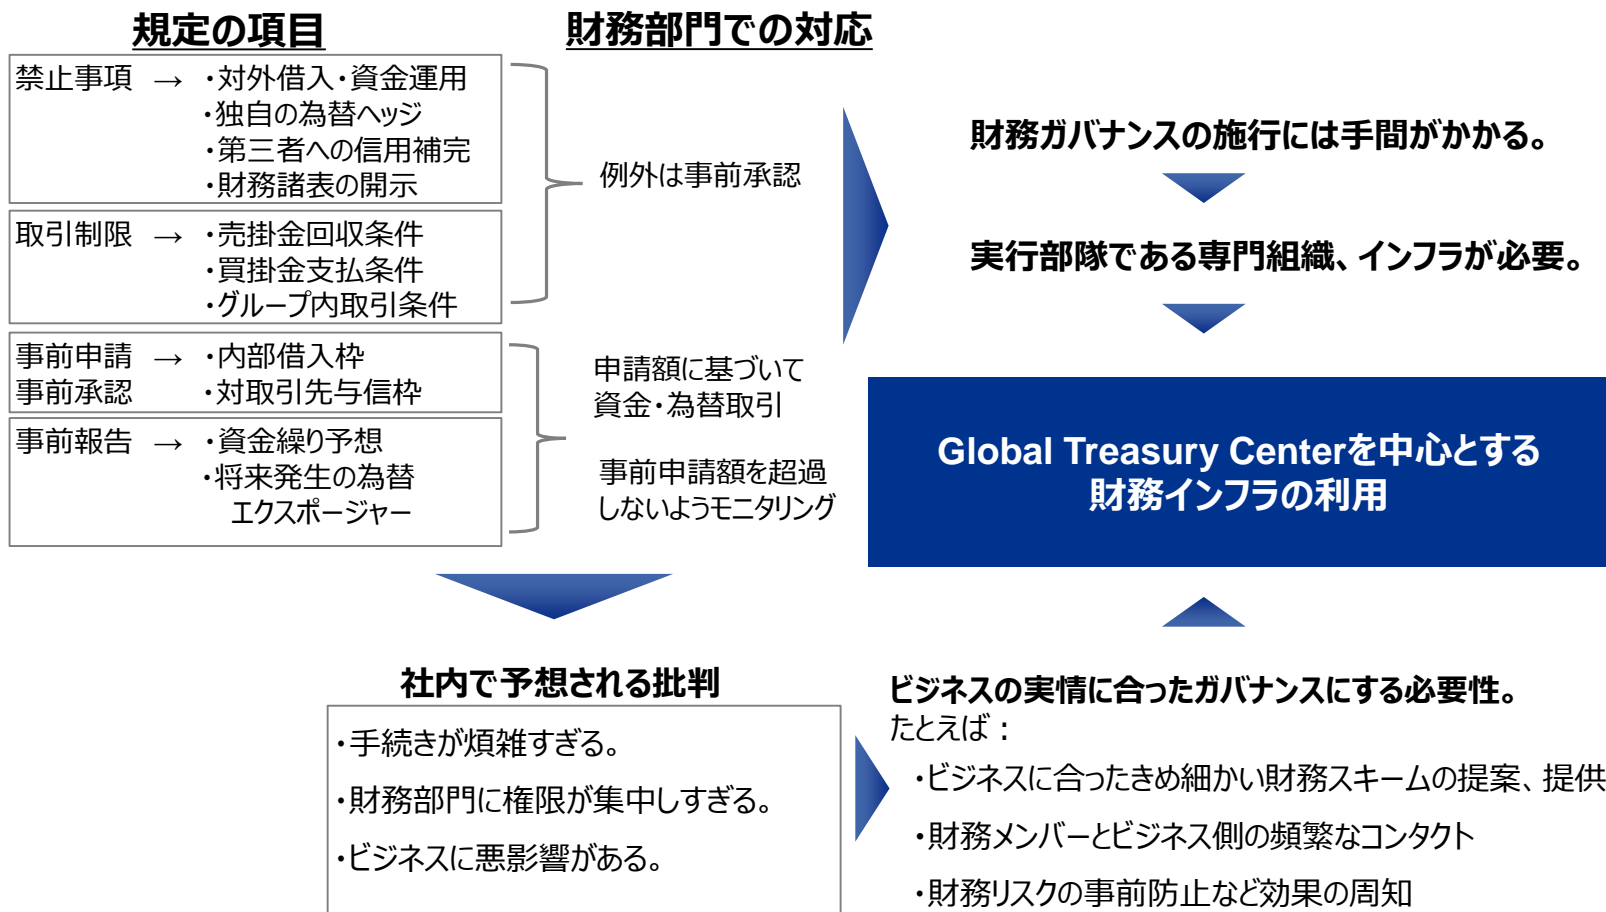 規定の項目
財務部門での対応
禁止事項 → ・対外借入・資金運用
・独自の為替ヘッジ
・第三者への信用補完
・財務諸表の開示
例外は事前承認
取引制限 → ・売掛金回収条件
・買掛金支払条件
・グループ内取引条件
事前申請 → ・内部借入枠
事前承認 ・対取引先与信枠
事前報告 → ・資金繰り予想
・将来発生の為替
エクスポージャー
申請額に基づいて
資金・為替取引
事前申請額を超過
しないようモニタリング
財務ガバナンスの施行には手間がかかる。
実行部隊である専門組織、インフラが必要。
Global Treasury Centerを中心とする
財務インフラの利用
社内で予想される批判
・手続きが煩雑すぎる。
・財務部門に権限が集中しすぎる。
・ビジネスに悪影響がある。
ビジネスの実情に合ったガバナンスにする必要性。
たとえば：
・ビジネスに合ったきめ細かい財務スキームの提案、提供
・財務メンバーとビジネス側の頻繁なコンタクト
・財務リスクの事前防止など効果の周知